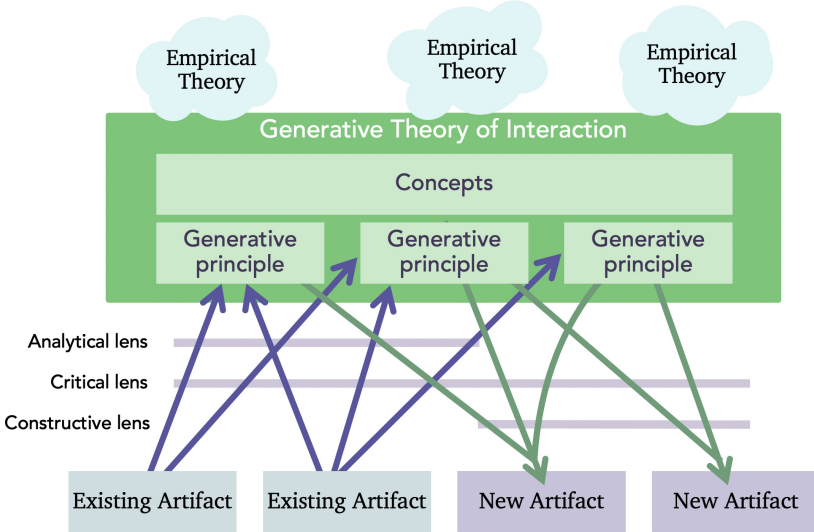 Empirical
Theory
Empirical
Theory
Empirical
Theory
Generative Theory of Interaction
Concepts
Generative
principle
Generative
principle
Generative
principle
Analytical lens
Critical lens
Constructive lens
Existing Artifact
Existing Artifact
New Artifact
New Artifact